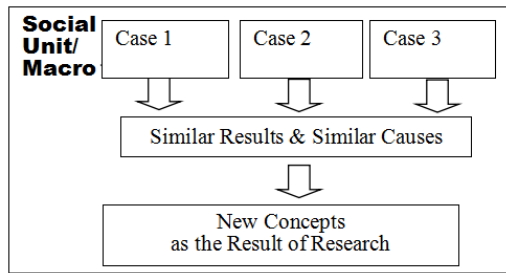 Social
Unit/
Macro
Case 1
Case 2
Case 3
Similar Results & Similar Causes
New Concepts
as the Result of Research